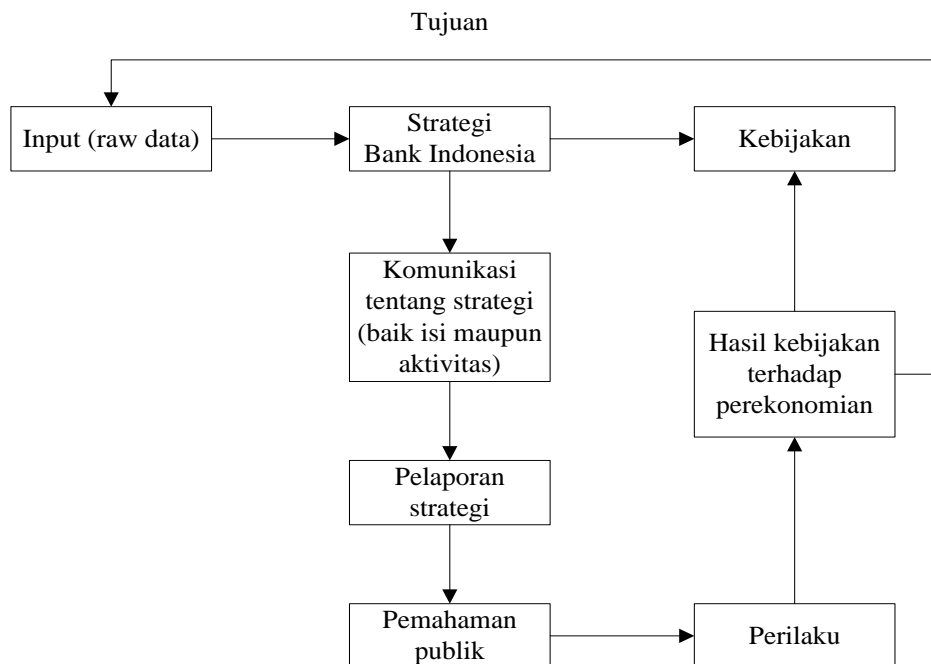 Tujuan
Input (raw data)
Strategi
Bank Indonesia
Kebijakan
Komunikasi
tentang strategi
(baik isi maupun
aktivitas)
Hasil kebijakan
terhadap
perekonomian
Pelaporan
strategi
Pemahaman
publik
Perilaku